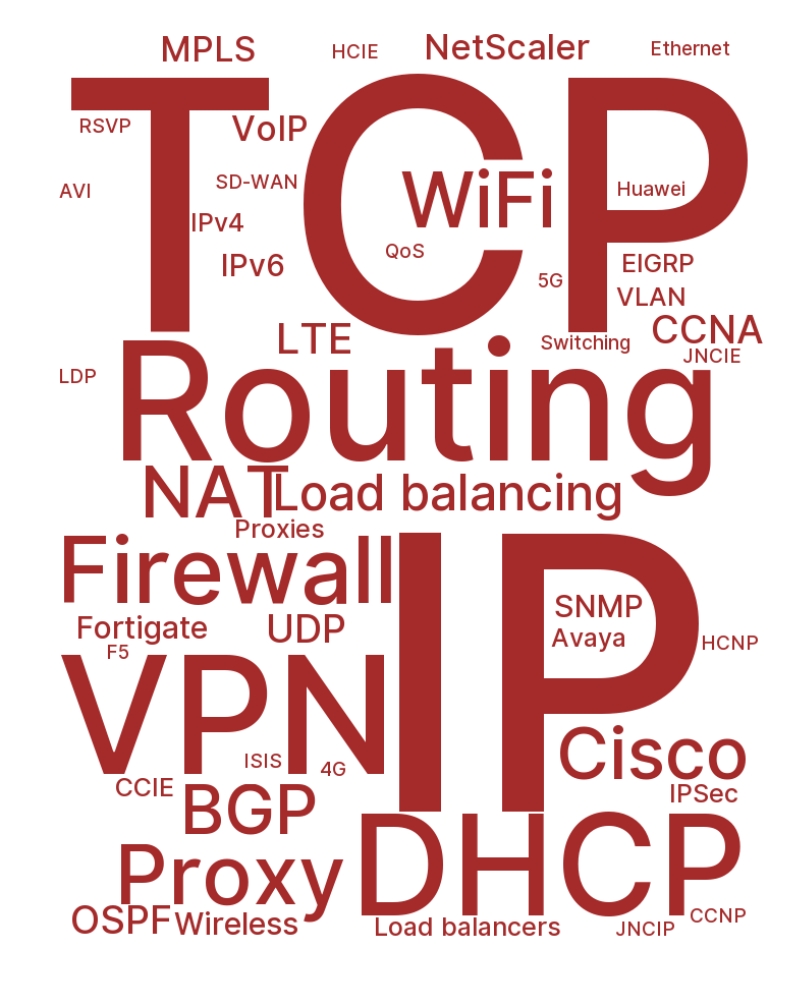 MPLS
HCIE
NetScaler
Ethernet
TCP
RSVP
VoIP
AVI
SD-WAN
WiFi
Huawei
IPv4
QoS
IPv6
5G
EIGRP
VLAN
LTE
Switching
CCNA
JNCIE
LDP
Routing
NAT
Load balancing
Proxies
Firewall
IP
SNMP
Fortigate
UDP
Avaya
HCNP
F5
VPN
ISIS
4G
Cisco
CCIE
BGP
IPSec
Proxy
DHCP
OSPF
Wireless
Load balancers
JNCIP
CCNP